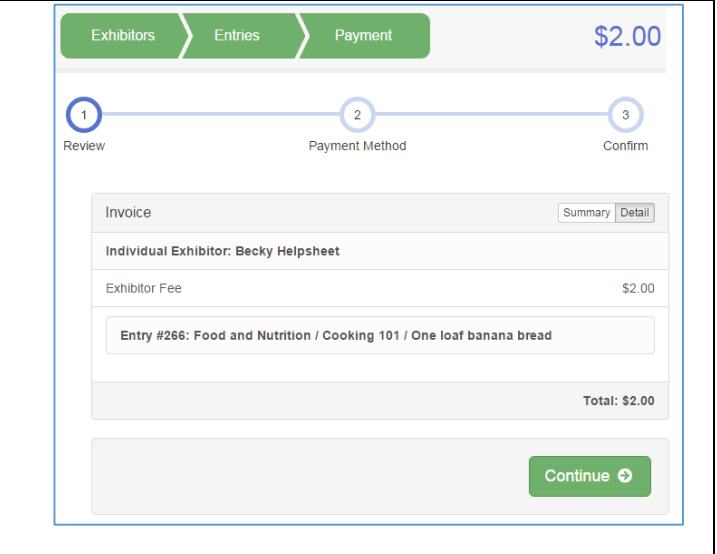 Exhibitors Entries Payment $2.00
1 2 3
Review Payment Method Confirm
Invoice Summary Detail
Individual Exhibitor: Becky Helpsheet
Exhibitor Fee $2.00
Entry #266: Food and Nutrition / Cooking 101 / One loaf banana bread
Total: $2.00
Continue